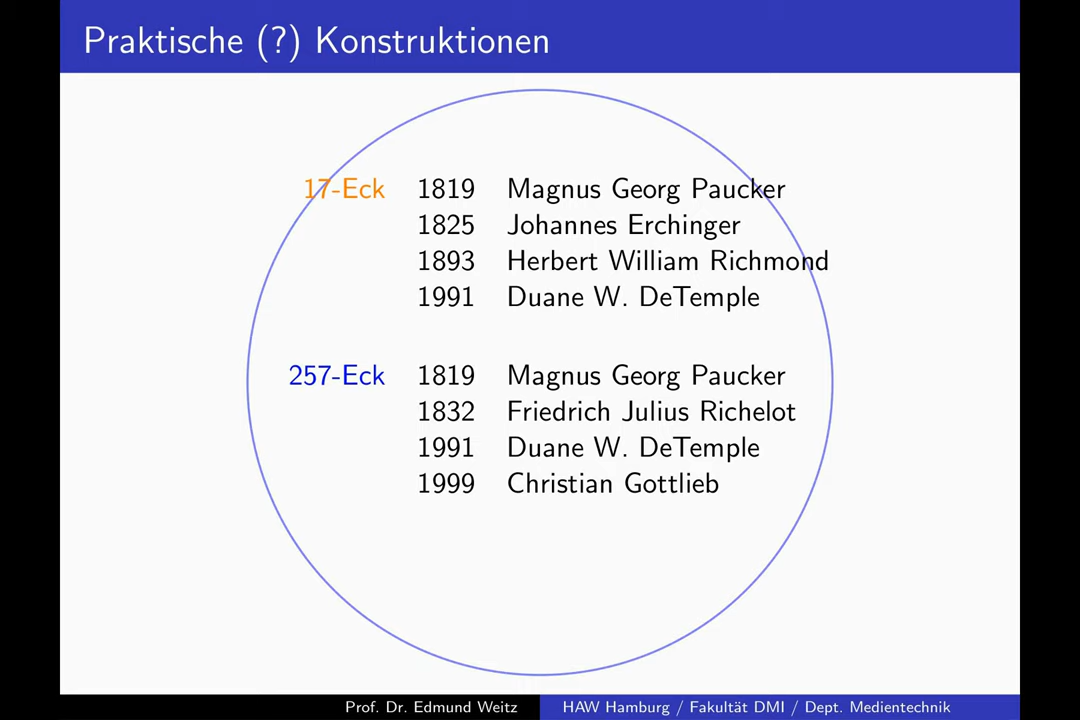 Praktische (?) Konstruktionen
17-Eck 1819 Magnus Georg Paucker
1825 Johannes Erchinger
1893 Herbert William Richmond
1991 Duane W. DeTemple
257-Eck 1819 Magnus Georg Paucker
1832 Friedrich Julius Richelot
1991 Duane W. DeTemple
1999 Christian Gottlieb
Prof. Dr. Edmund Weitz HAW Hamburg / Fakultät DMI / Dept. Medientechnik